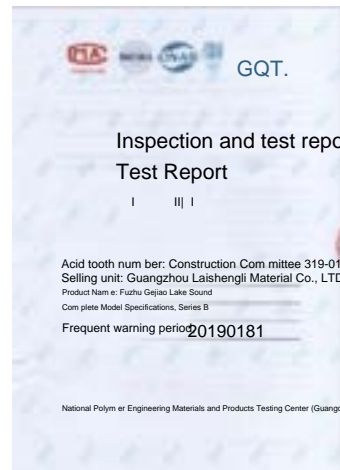 GQT.
Inspection and test repo
Test Report
I II| I
Acid tooth num ber: Construction Com mittee 319-01
Selling unit: Guangzhou Laishengli Material Co., LTD
Product Nam e: Fuzhu Gejiao Lake Sound
Com plete Model Specifications, Series B
Frequent warning period: 20190181
National Polym er Engineering Materials and Products Testing Center (Guangd